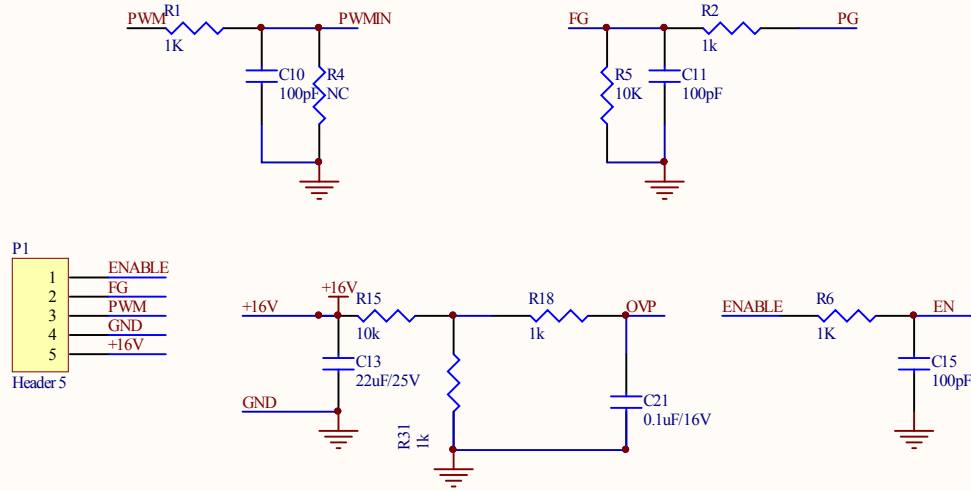 PWM
R1
1K
PWMIN
C10
100pF
R4
NC
FG
R2
1k
PG
R5
10K
C11
100pF
P1
1
ENABLE
2
FG
3
PWM
4
GND
5
+16V
Header 5
+16V
+16V
R15
10k
R18
1k
OVP
C13
22uF/25V
GND
R31
1k
C21
0.1uF/16V
ENABLE
R6
1K
EN
C15
100pF